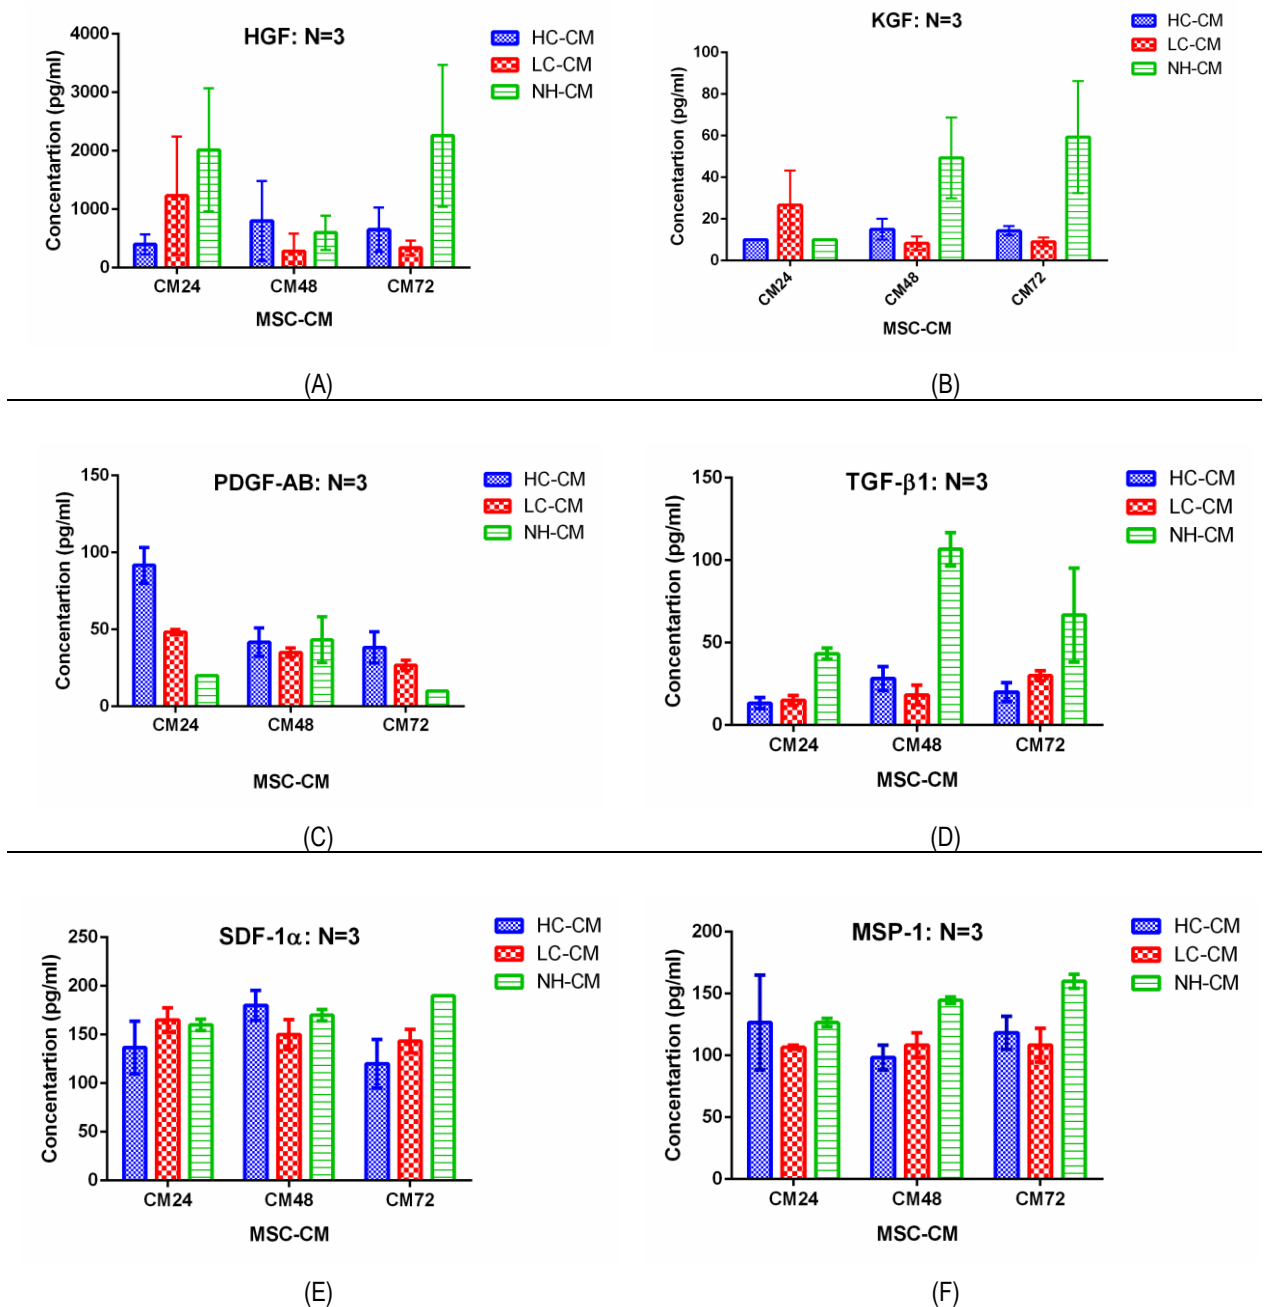 HGF: N=3
HC-CM
LC-CM
NH-CM
Concentartion (pg/ml)
4000
3000
2000
1000
0
CM24 CM48 CM72
MSC-CM
(A)
KGF: N=3
HC-CM
LC-CM
NH-CM
Concentartion (pg/ml)
100
80
60
40
20
0
CM24 CM48 CM72
MSC-CM
(B)
PDGF-AB: N=3
HC-CM
LC-CM
NH-CM
Concentartion (pg/ml)
150
100
50
0
CM24 CM48 CM72
MSC-CM
(C)
TGF-β1: N=3
HC-CM
LC-CM
NH-CM
Concentartion (pg/ml)
150
100
50
0
CM24 CM48 CM72
MSC-CM
(D)
SDF-1α: N=3
HC-CM
LC-CM
NH-CM
Concentartion (pg/ml)
250
200
150
100
50
0
CM24 CM48 CM72
MSC-CM
(E)
MSP-1: N=3
HC-CM
LC-CM
NH-CM
Concentartion (pg/ml)
200
150
100
50
0
CM24 CM48 CM72
MSC-CM
(F)